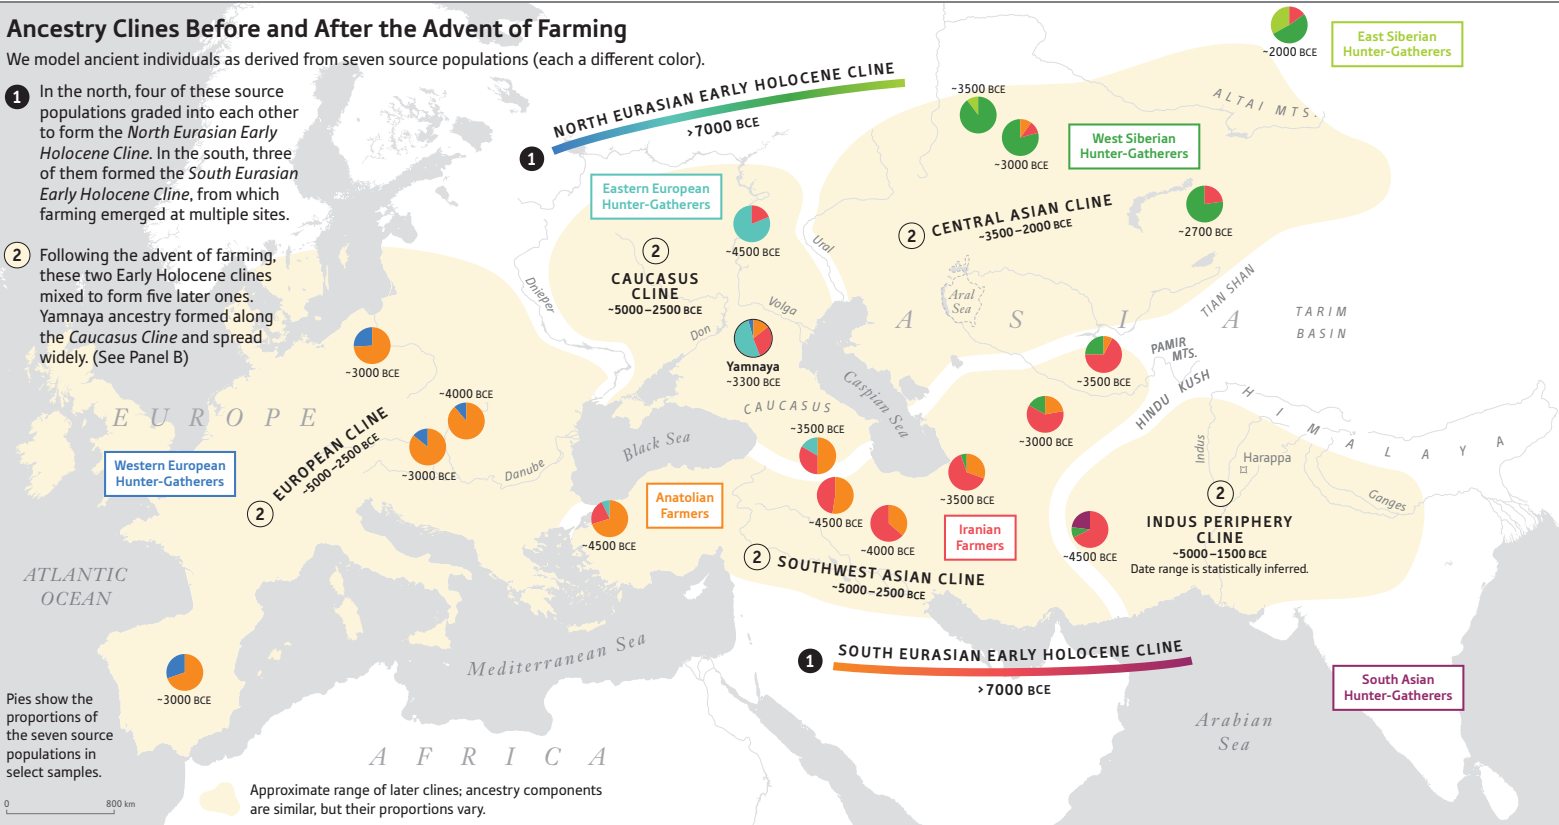 Ancestry Clines Before and After the Advent of Farming
We model ancient individuals as derived from seven source populations (each a different color).
1
In the north, four of these source
populations graded into each other
to form the North Eurasian Early
Holocene Cline. In the south, three
of them formed the South Eurasian
Early Holocene Cline, from which
farming emerged at multiple sites.
2
Following the advent of farming,
these two Early Holocene clines
mixed to form five later ones.
Yamnaya ancestry formed along
the Caucasus Cline and spread
widely. (See Panel B)
1
NORTH EURASIAN EARLY HOLOCENE CLINE
>7000 BCE
~2000 BCE
East Siberian
Hunter-Gatherers
ALTAI MTS.
~3500 BCE
~3000 BCE
West Siberian
Hunter-Gatherers
~2700 BCE
2
CENTRAL ASIAN CLINE
~3500–2000 BCE
Eastern European
Hunter-Gatherers
~4500 BCE
2
CAUCASUS
CLINE
~5000–2500 BCE
Ural
Dnieper
Volga
Don
Aral
Sea
ASIA
TIAN SHAN
TARIM
BASIN
PAMIR
MTS.
HINDU KUSH
HIMALAYA
Yamnaya
~3300 BCE
CAUCASUS
Caspian Sea
~3500 BCE
~3500 BCE
~3000 BCE
~3500 BCE
~3000 BCE
~4000 BCE
~3000 BCE
EUROPE
2
EUROPEAN CLINE
~5000–2500 BCE
Western European
Hunter-Gatherers
Danube
Black Sea
Anatolian
Farmers
~4500 BCE
~4500 BCE
~4000 BCE
Iranian
Farmers
~4500 BCE
2
SOUTHWEST ASIAN CLINE
~5000–2500 BCE
Indus
Harappa
Ganges
2
INDUS PERIPHERY
CLINE
~5000–1500 BCE
Date range is statistically inferred.
ATLANTIC
OCEAN
Mediterranean Sea
1
SOUTH EURASIAN EARLY HOLOCENE CLINE
>7000 BCE
South Asian
Hunter-Gatherers
Arabian
Sea
~3000 BCE
AFRICA
Pies show the
proportions of
the seven source
populations in
select samples.
0 800 km
Approximate range of later clines; ancestry components
are similar, but their proportions vary.